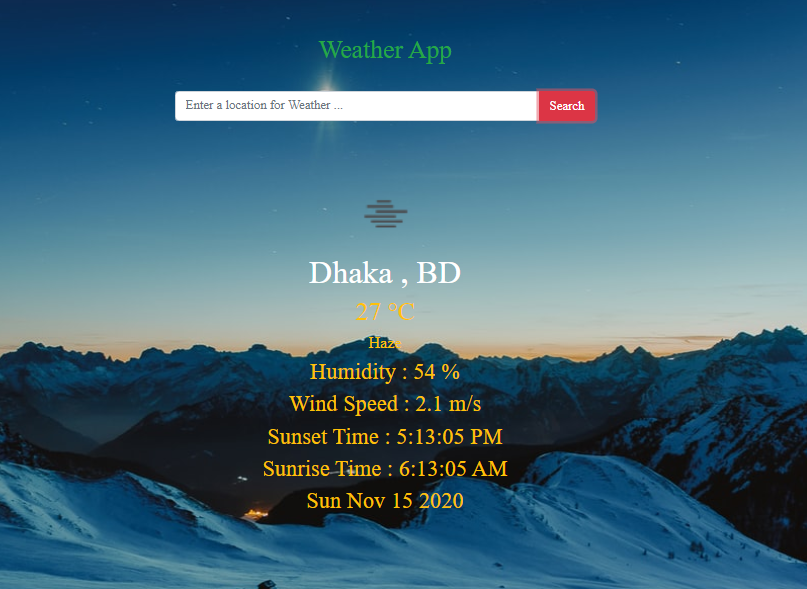 Weather App
Enter a location for Weather ...
Search
Dhaka , BD
27 °C
Haze
Humidity : 54 %
Wind Speed : 2.1 m/s
Sunset Time : 5:13:05 PM
Sunrise Time : 6:13:05 AM
Sun Nov 15 2020